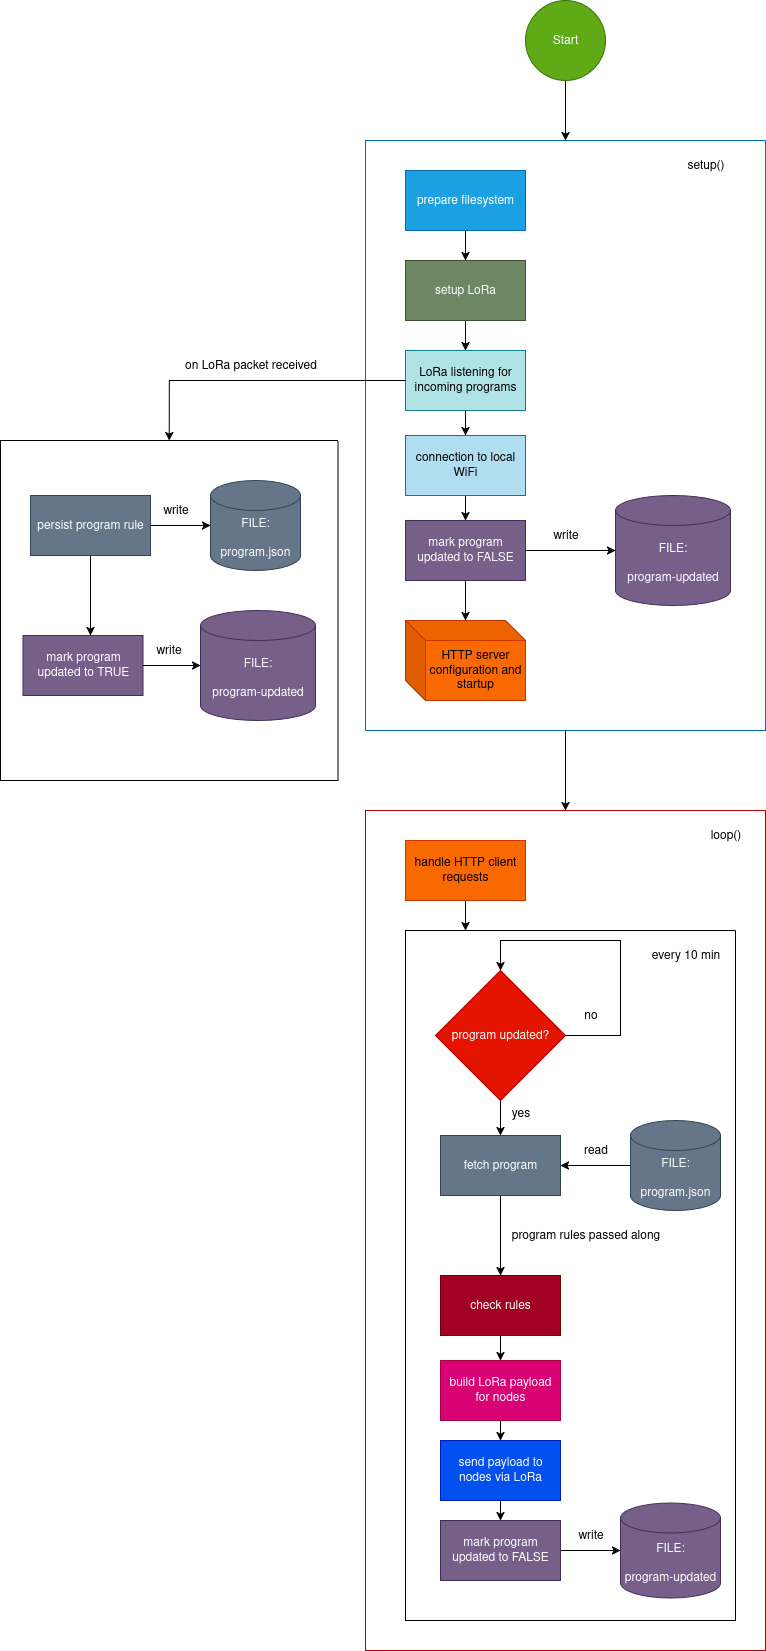 Start
setup()
prepare filesystem
setup LoRa
on LoRa packet received
LoRa listening for
incoming programs
connection to local
WiFi
persist program rule
write
FILE:
program.json
mark program
updated to FALSE
write
FILE:
program-updated
mark program
updated to TRUE
write
FILE:
program-updated
HTTP server
configuration and
startup
loop()
handle HTTP client
requests
every 10 min
program updated?
no
yes
fetch program
read
FILE:
program.json
program rules passed along
check rules
build LoRa payload
for nodes
send payload to
nodes via LoRa
mark program
updated to FALSE
write
FILE:
program-updated